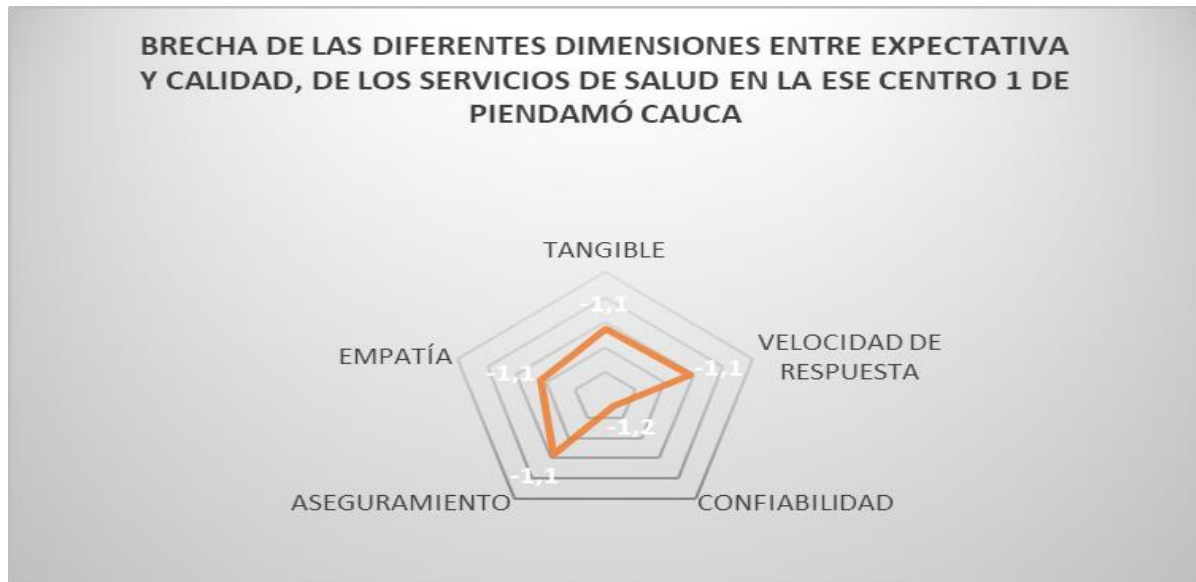 BRECHA DE LAS DIFERENTES DIMENSIONES ENTRE EXPECTATIVA
Y CALIDAD, DE LOS SERVICIOS DE SALUD EN LA ESE CENTRO 1 DE
PIENDAMÓ CAUCA
TANGIBLE
-1,1
EMPATÍA
-1,1
-1,1
VELOCIDAD DE
RESPUESTA
-1,2
-1,1
ASEGURAMIENTO
CONFIABILIDAD